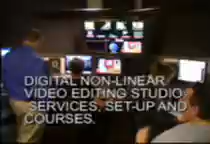 DIGITAL NON-LINEAR
VIDEO EDITING STUDIO
SERVICES, SET-UP AND
COURSES.